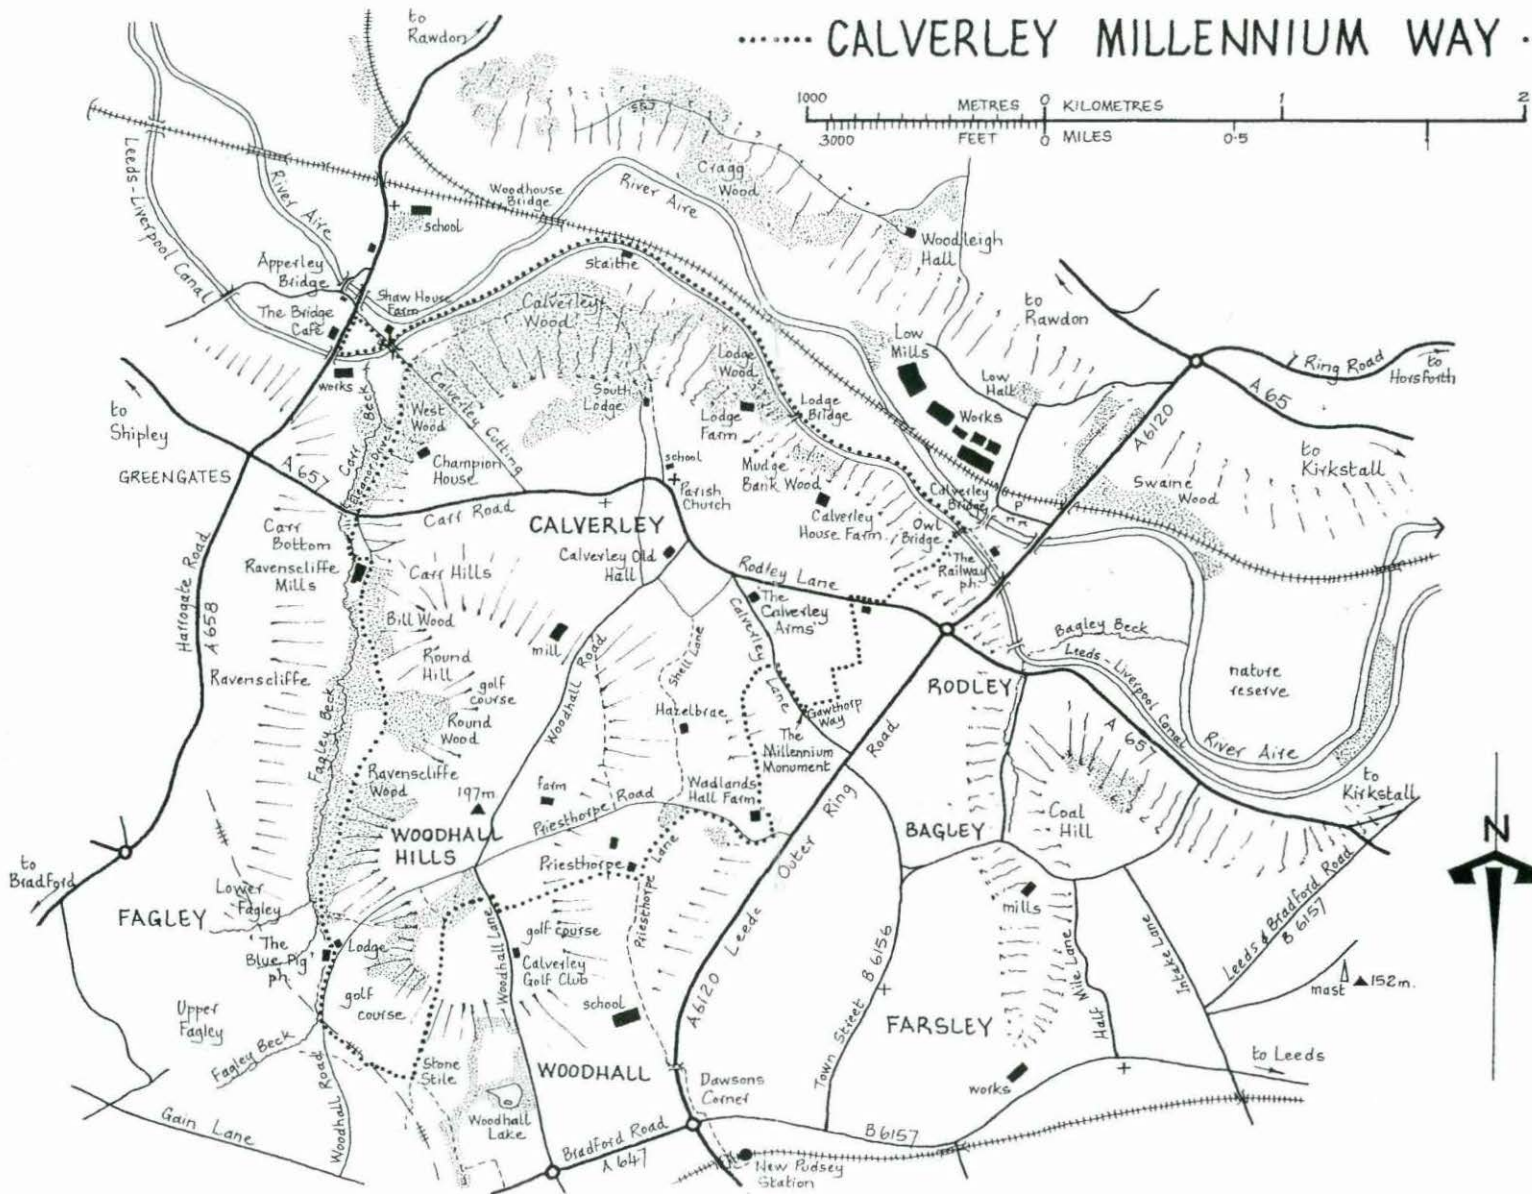 CALVERLEY MILLENNIUM WAY
1000 METRES 0 KILOMETRES 1 2
3000 FEET 0 MILES 0·5 1
to
Rawdon
Leeds-Liverpool Canal
River Aire
Woodhouse
Bridge
River Aire
Cragg
Wood
school
Woodleigh
Hall
Apperley
Bridge
Staithe
Shaw House
Farm
The Bridge
Café
Calverley
Wood
to
Rawdon
Low
Mills
Ring Road
to
Horsforth
A 65
works
Lodge
Wood
Low Hall
A6120
to
Shipley
Carr Beck
West
Wood
Calverley Cutting
South
Lodge
Lodge
Farm
Lodge
Bridge
Works
to
Kirkstall
GREENGATES
A 657
Champion
House
school
Parish
Church
Mudge
Bank Wood
Swaine
Wood
Calverley
Bridge
P
Carr Road
CALVERLEY
Calverley
House Farm
Owl
Bridge
Harrogate Road
A 658
Carr
Bottom
Ravenscliffe
Mills
Carr Hills
Calverley Old
Hall
Rodley Lane
The
Railway
ph.
The
Calverley
Arms
Calverley Lane
Bill Wood
mill
Shell Lane
Bagley Beck
Leeds-Liverpool Canal
Round
Hill
golf
course
Woodhall Road
nature
reserve
Ravenscliffe
RODLEY
Fagley Beck
Round
Wood
Hazelbrae
Gawthorp
Way
The
Millennium
Monument
A 657
River Aire
Ravenscliffe
Wood
197m
farm
Priesthorpe Road
Wadlands
Hall Farm
to
Kirkstall
WOODHALL
HILLS
Coal
Hill
BAGLEY
to
Bradford
Priesthorpe
Priesthorpe Lane
Leeds Outer Ring Road
A6120
N
FAGLEY
Lower
Fagley
mills
Leeds & Bradford Road
B 6157
'The
Blue Pig'
ph
Lodge
golf course
Calverley
Golf Club
Woodhall Lane
Town Street B 6156
Half Mile Lane
Intake Lane
mast 152m.
Upper
Fagley
golf
course
school
FARSLEY
Fagley Beck
Stone
Stile
WOODHALL
to Leeds
works
Dawsons
Corner
Gain Lane
Woodhall Road
Woodhall
Lake
Bradford Road
A 647
B 6157
New Pudsey
Station